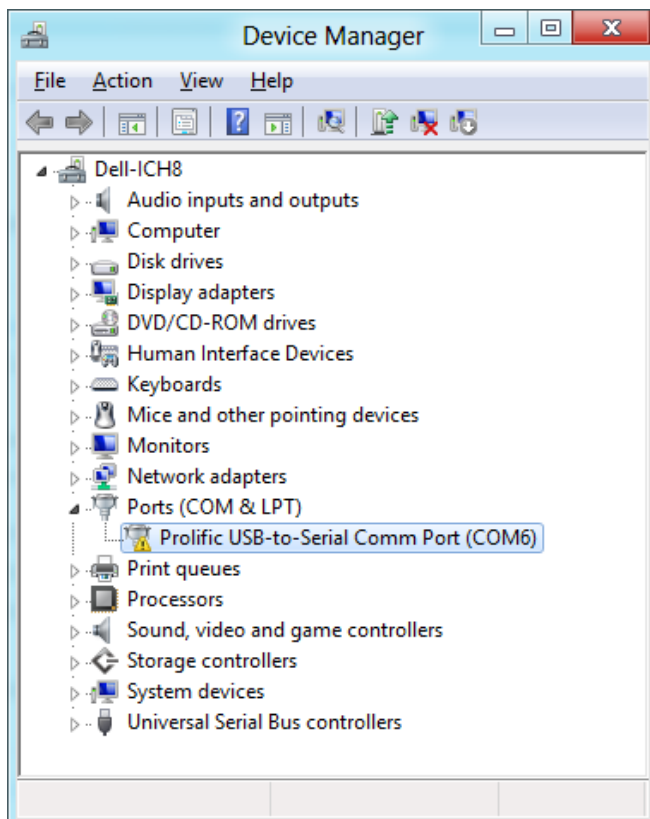 Device Manager
File Action View Help
Dell-ICH8
Audio inputs and outputs
Computer
Disk drives
Display adapters
DVD/CD-ROM drives
Human Interface Devices
Keyboards
Mice and other pointing devices
Monitors
Network adapters
Ports (COM & LPT)
Prolific USB-to-Serial Comm Port (COM6)
Print queues
Processors
Sound, video and game controllers
Storage controllers
System devices
Universal Serial Bus controllers